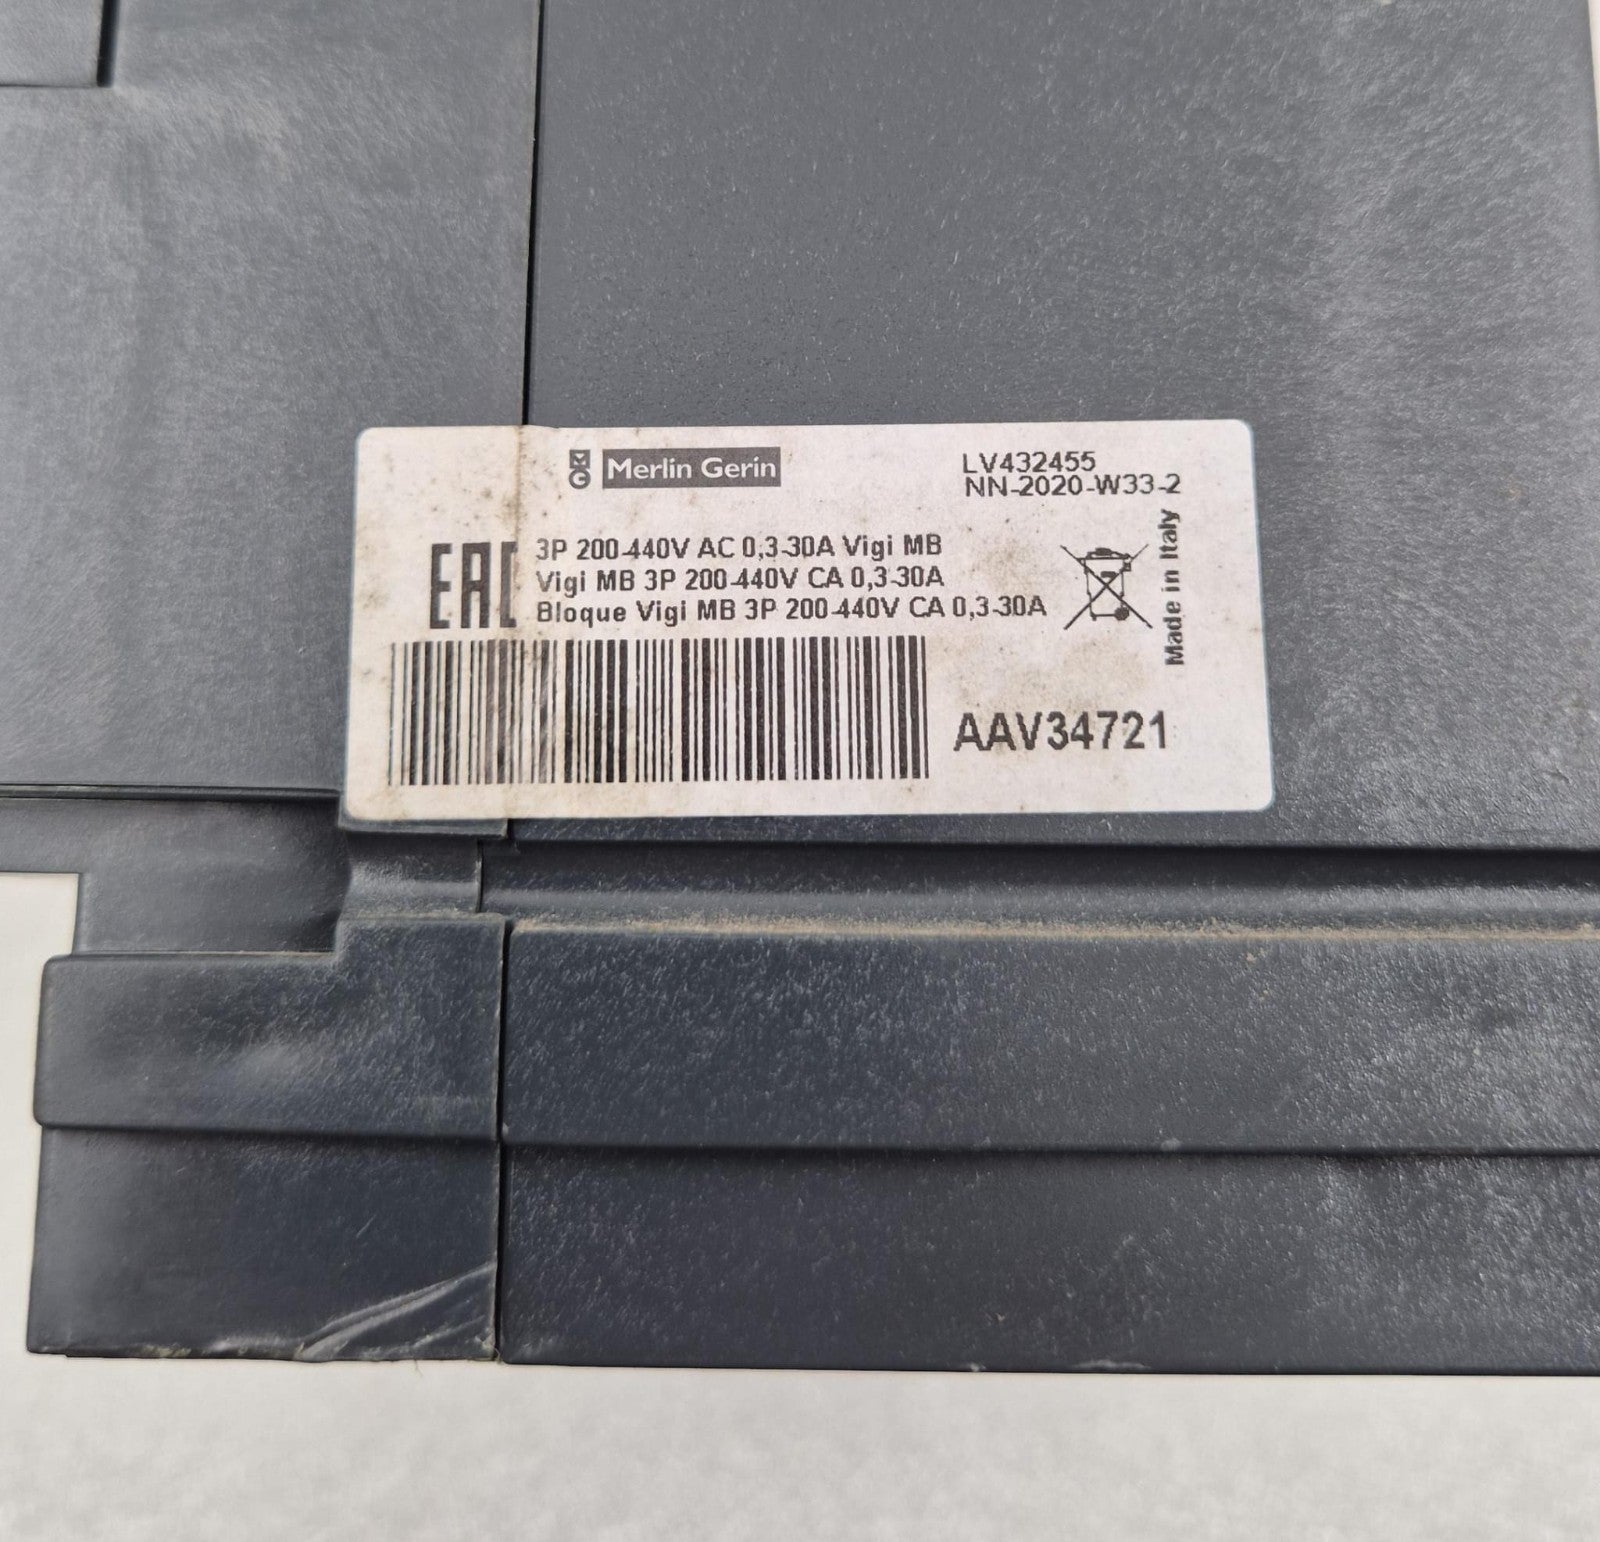 MG Merlin Gerin
LV432455
NN-2020-W33-2
EAC
3P 200-440V AC 0,3-30A Vigi MB
Vigi MB 3P 200-440V CA 0,3-30A
Bloque Vigi MB 3P 200-440V CA 0,3-30A
Made in Italy
AAV34721